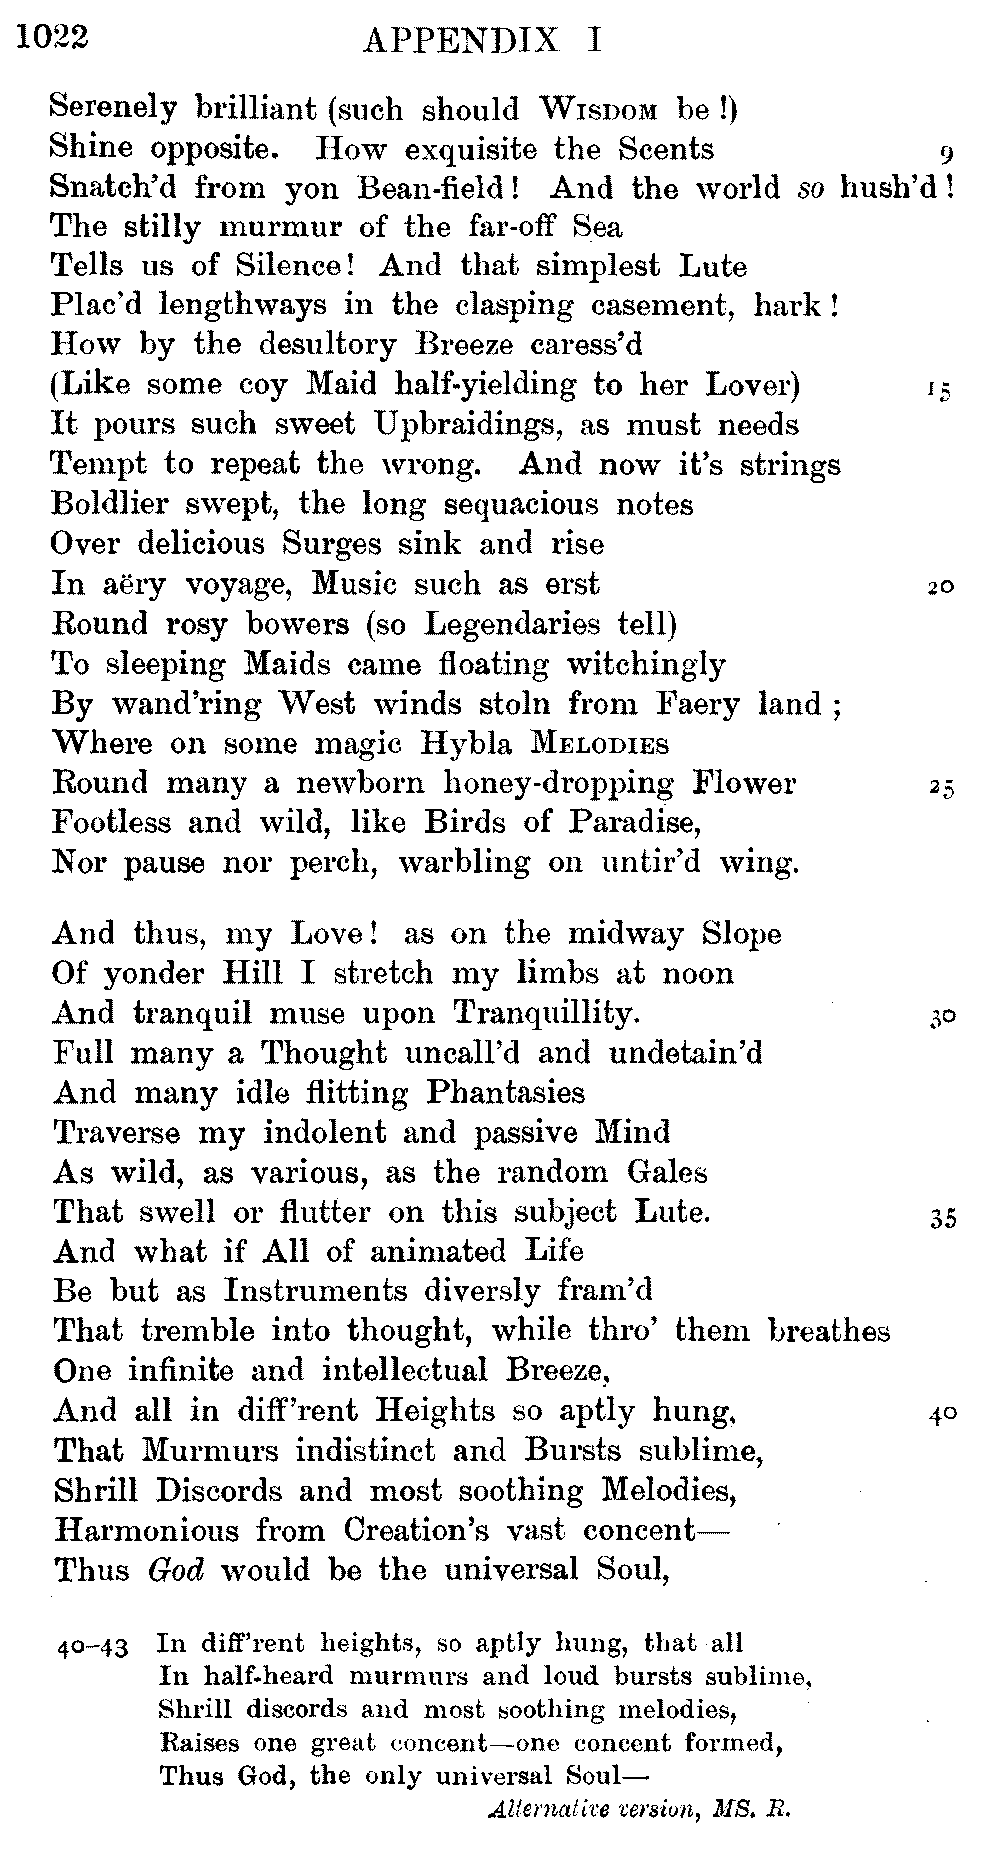 1022 APPENDIX I
Serenely brilliant (such should WISDOM be !)
Shine opposite. How exquisite the Scents 9
Snatch'd from yon Bean-field! And the world so hush'd!
The stilly murmur of the far-off Sea
Tells us of Silence! And that simplest Lute
Plac'd lengthways in the clasping casement, hark !
How by the desultory Breeze caress'd
(Like some coy Maid half-yielding to her Lover) 15
It pours such sweet Upbraidings, as must needs
Tempt to repeat the wrong. And now it's strings
Boldlier swept, the long sequacious notes
Over delicious Surges sink and rise
In aëry voyage, Music such as erst 20
Round rosy bowers (so Legendaries tell)
To sleeping Maids came floating witchingly
By wand'ring West winds stoln from Faery land ;
Where on some magic Hybla MELODIES
Round many a newborn honey-dropping Flower 25
Footless and wild, like Birds of Paradise,
Nor pause nor perch, warbling on untir'd wing.
And thus, my Love! as on the midway Slope
Of yonder Hill I stretch my limbs at noon
And tranquil muse upon Tranquillity. 30
Full many a Thought uncall'd and undetain'd
And many idle flitting Phantasies
Traverse my indolent and passive Mind
As wild, as various, as the random Gales
That swell or flutter on this subject Lute. 35
And what if All of animated Life
Be but as Instruments diversly fram'd
That tremble into thought, while thro' them breathes
One infinite and intellectual Breeze,
And all in diff'rent Heights so aptly hung, 40
That Murmurs indistinct and Bursts sublime,
Shrill Discords and most soothing Melodies,
Harmonious from Creation's vast concent—
Thus God would be the universal Soul,
40–43 In diff'rent heights, so aptly hung, that all
In half-heard murmurs and loud bursts sublime,
Shrill discords and most soothing melodies,
Raises one great concent—one concent formed,
Thus God, the only universal Soul—
Alternative version, MS. R.